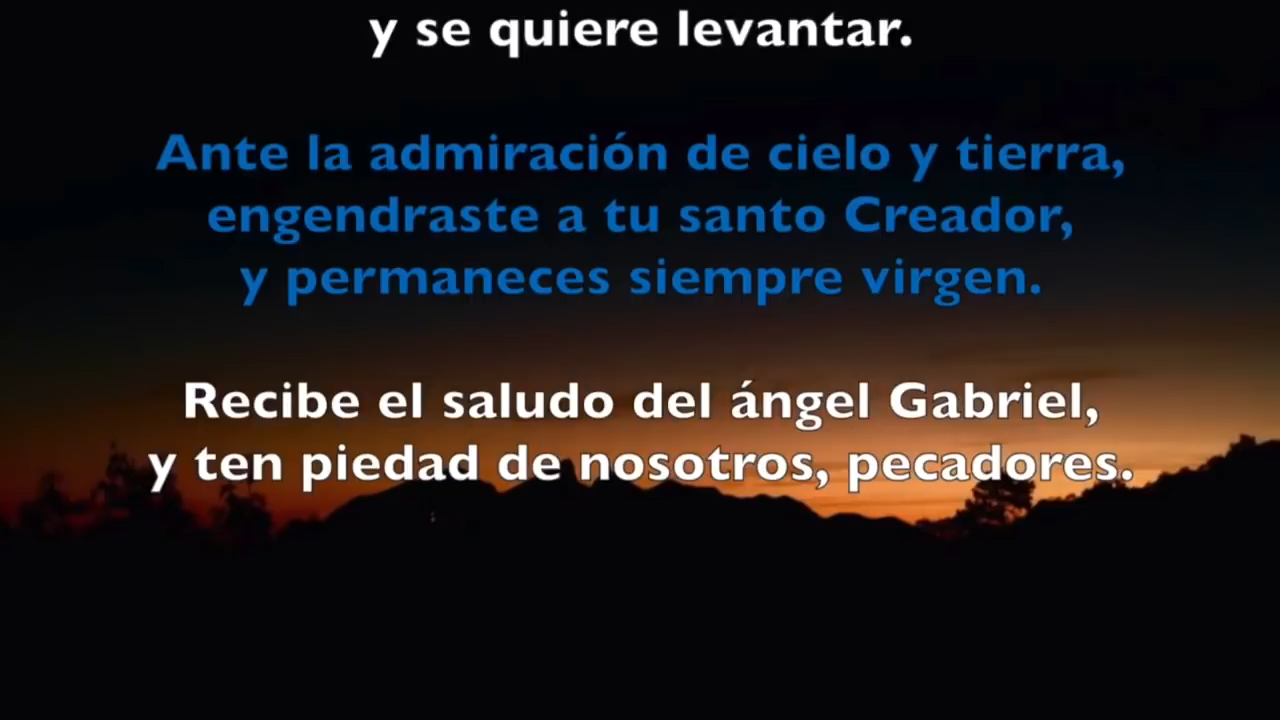 y se quiere levantar.
Ante la admiración de cielo y tierra,
engendraste a tu santo Creador,
y permaneces siempre virgen.
Recibe el saludo del ángel Gabriel,
y ten piedad de nosotros, pecadores.